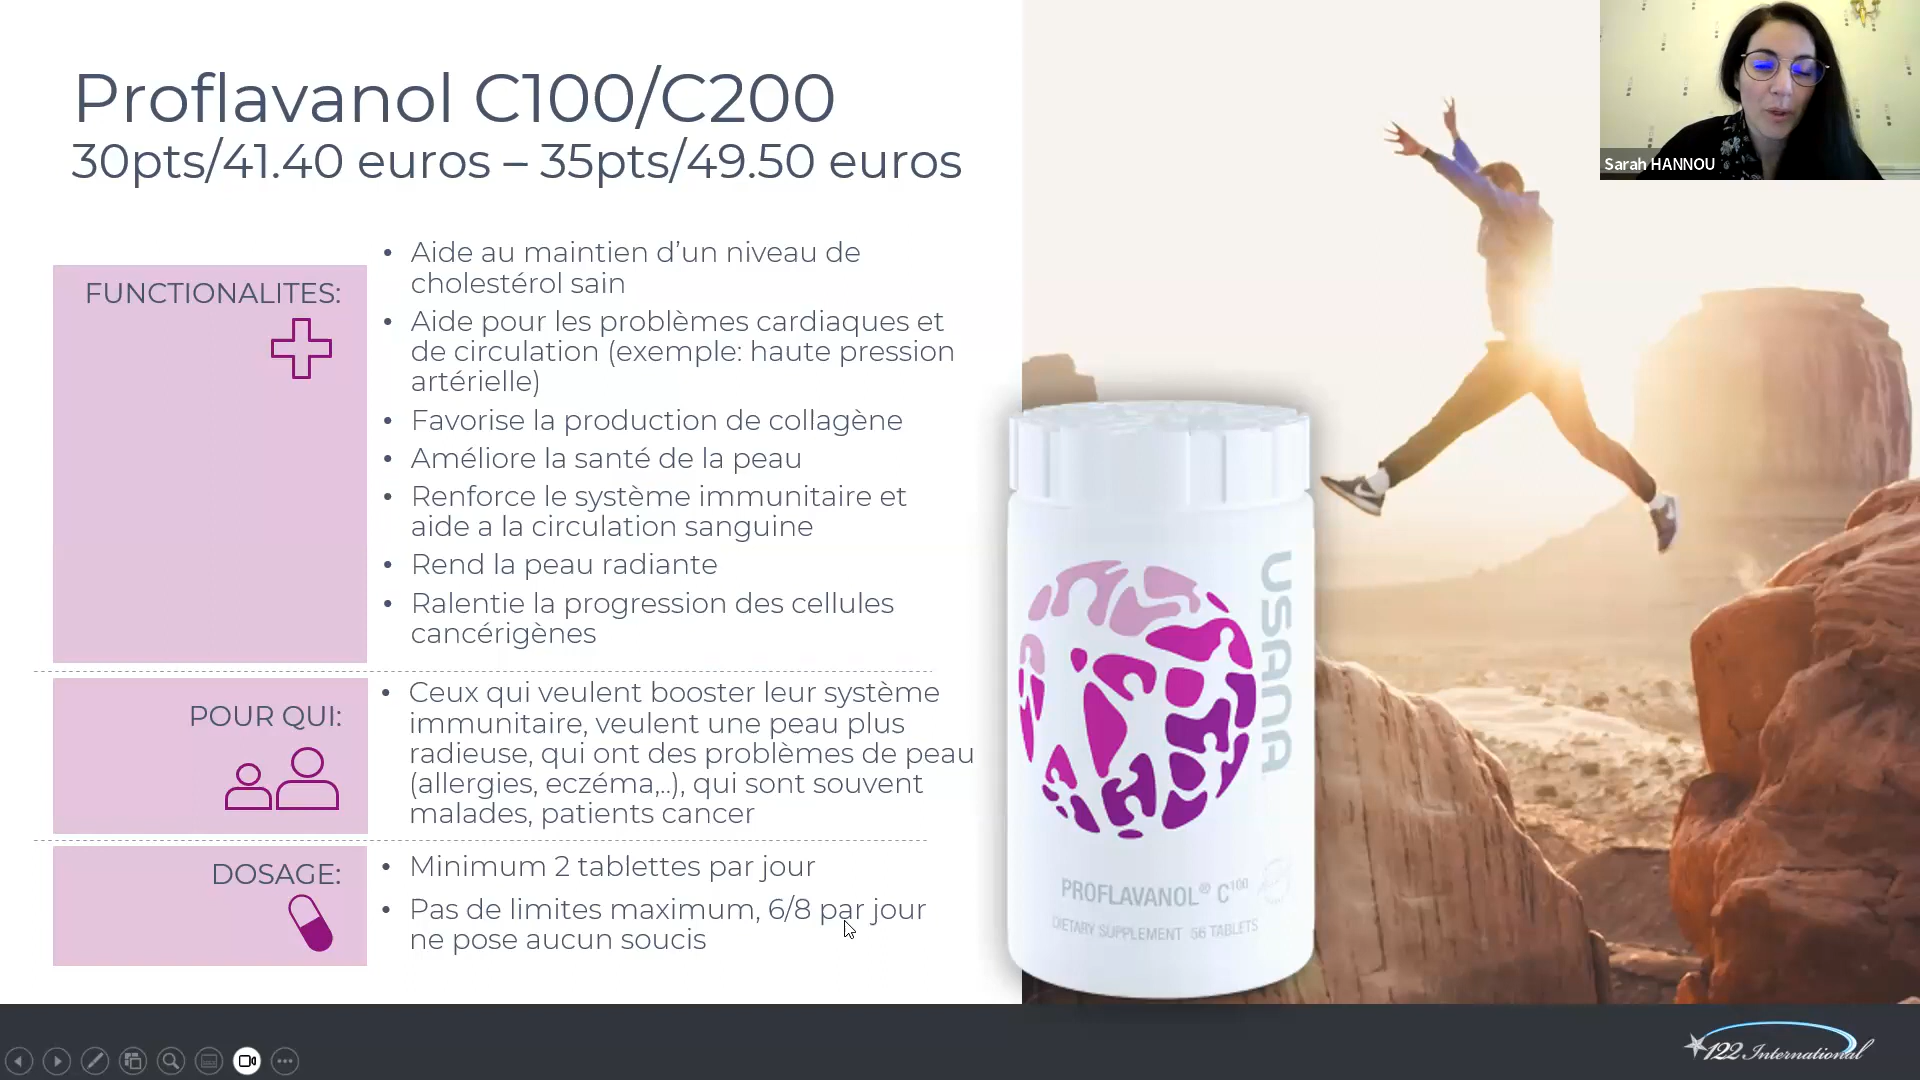 Proflavanol C100/C200
30pts/41.40 euros – 35pts/49.50 euros
Sarah HANNOU
FUNCTIONALITES:
• Aide au maintien d’un niveau de
cholestérol sain
• Aide pour les problèmes cardiaques et
de circulation (exemple: haute pression
artérielle)
• Favorise la production de collagène
• Améliore la santé de la peau
• Renforce le système immunitaire et
aide a la circulation sanguine
• Rend la peau radiante
• Ralentie la progression des cellules
cancérigènes
POUR QUI:
• Ceux qui veulent booster leur système
immunitaire, veulent une peau plus
radieuse, qui ont des problèmes de peau
(allergies, eczéma,..), qui sont souvent
malades, patients cancer
DOSAGE:
• Minimum 2 tablettes par jour
• Pas de limites maximum, 6/8 par jour
ne pose aucun soucis
USANA
PROFLAVANOL® C100
DIETARY SUPPLEMENT 56 TABLETS
122 International